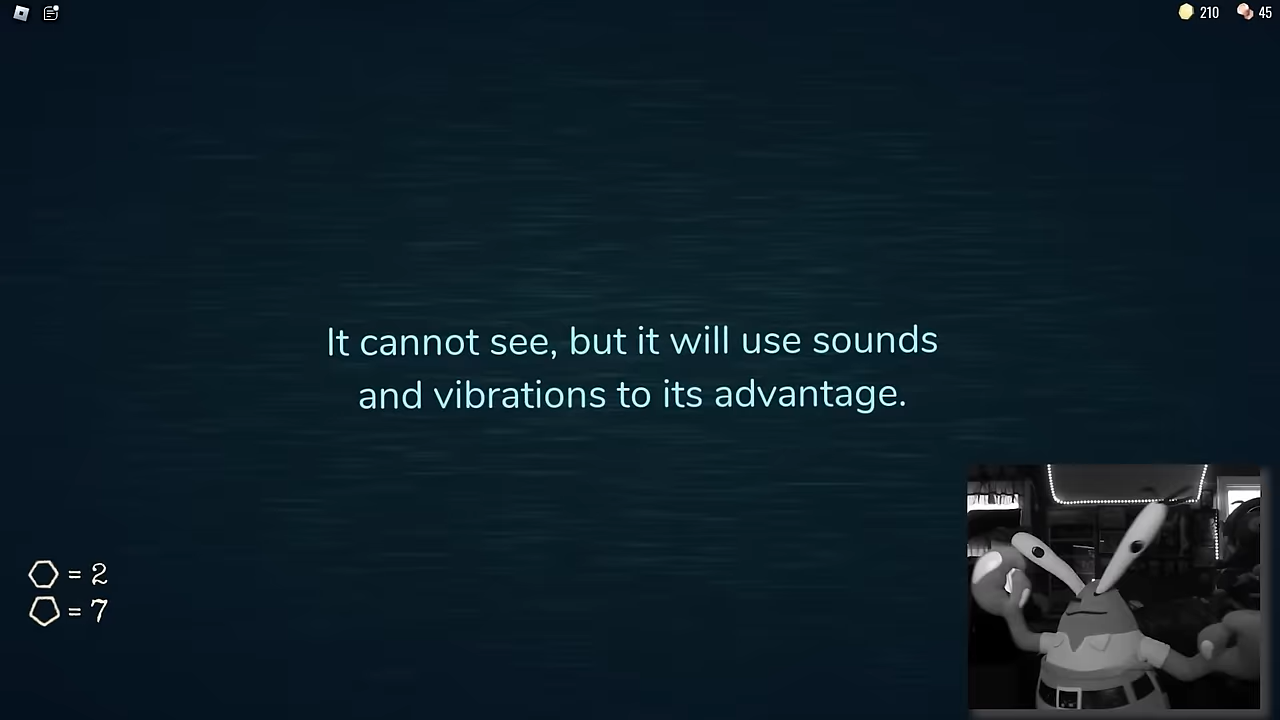 210 45
It cannot see, but it will use sounds
and vibrations to its advantage.
= 2
= 7